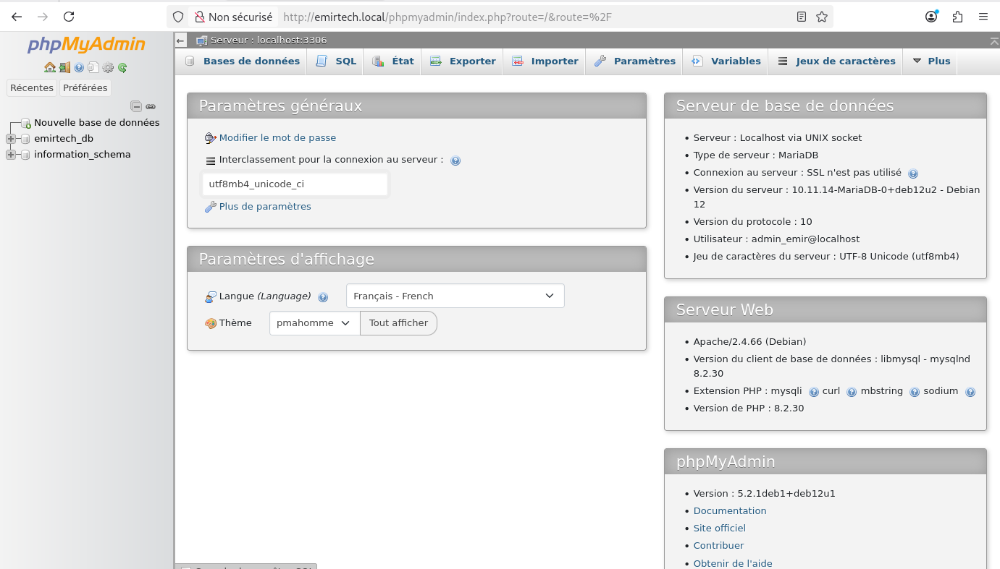 Non sécurisé
http://emirtech.local/phpmyadmin/index.php?route=/&route=%2F
phpMyAdmin
Récentes
Préférées
Nouvelle base de données
emirtech_db
information_schema
Serveur : localhost:3306
Bases de données
SQL
État
Exporter
Importer
Paramètres
Variables
Jeux de caractères
Plus
Paramètres généraux
Modifier le mot de passe
Interclassement pour la connexion au serveur :
utf8mb4_unicode_ci
Plus de paramètres
Paramètres d'affichage
Langue (Language)
Français - French
Thème
pmahomme
Tout afficher
Serveur de base de données
Serveur : Localhost via UNIX socket
Type de serveur : MariaDB
Connexion au serveur : SSL n'est pas utilisé
Version du serveur : 10.11.14-MariaDB-0+deb12u2 - Debian
12
Version du protocole : 10
Utilisateur : admin_emir@localhost
Jeu de caractères du serveur : UTF-8 Unicode (utf8mb4)
Serveur Web
Apache/2.4.66 (Debian)
Version du client de base de données : libmysql - mysqlnd
8.2.30
Extension PHP : mysqli curl mbstring sodium
Version de PHP : 8.2.30
phpMyAdmin
Version : 5.2.1deb1+deb12u1
Documentation
Site officiel
Contribuer
Obtenir de l'aide